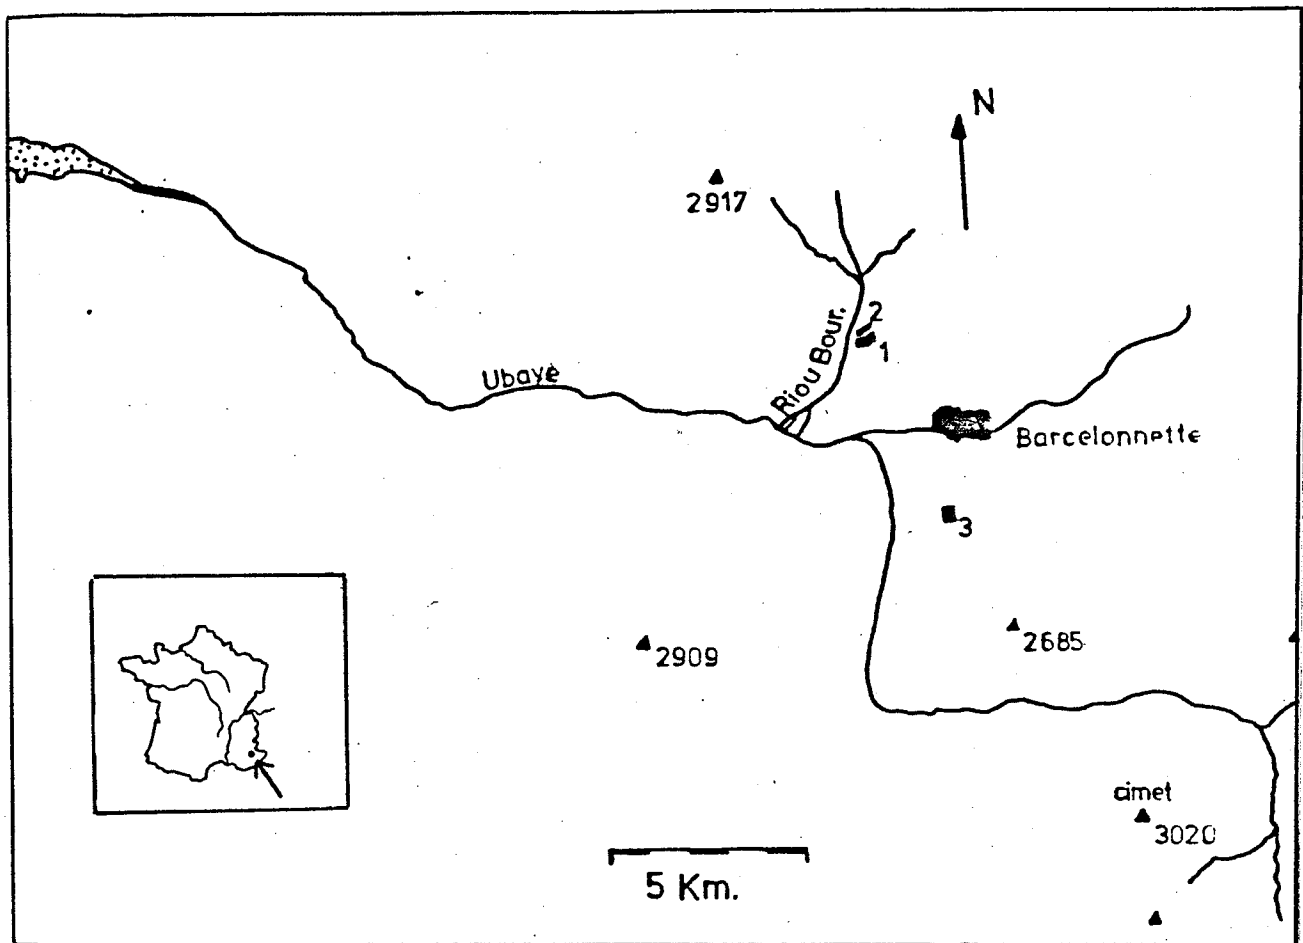 N
2917
2
1
Riou Bour.
Ubaye
Barcelonnette
3
2909
2685
cimet
3020
5 Km.